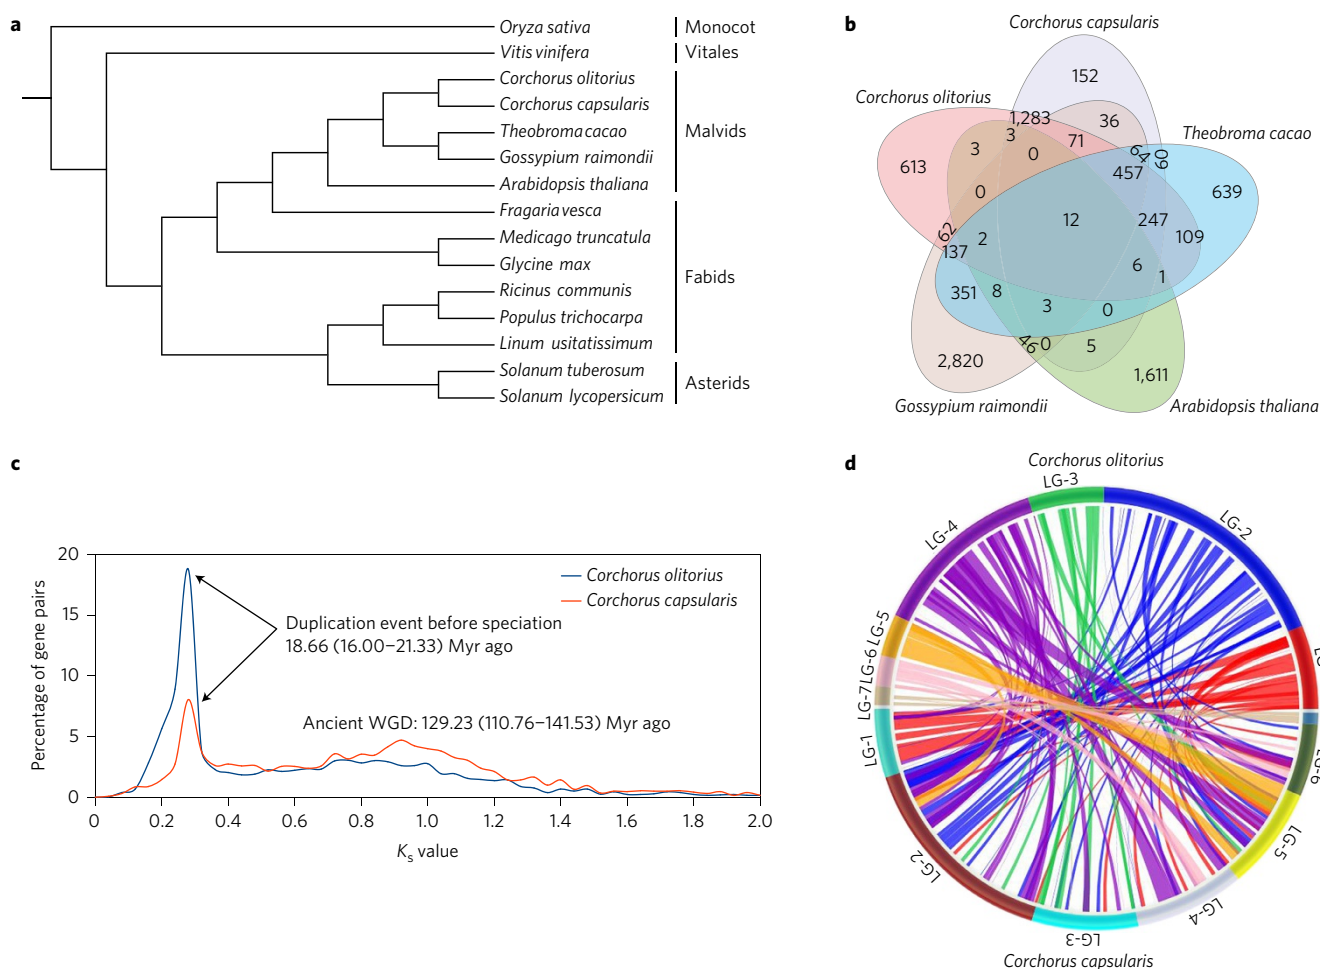 a
Oryza sativa
Monocot
Vitis vinifera
Vitales
Corchorus olitorius
Corchorus capsularis
Theobroma cacao
Malvids
Gossypium raimondii
Arabidopsis thaliana
Fragaria vesca
Medicago truncatula
Glycine max
Fabids
Ricinus communis
Populus trichocarpa
Linum usitatissimum
Solanum tuberosum
Asterids
Solanum lycopersicum
b
Corchorus capsularis
Corchorus olitorius
Theobroma cacao
152
1,283
36
3
71
3
0
64
60
613
457
639
0
12
247
109
62
2
137
6
1
351
8
3
0
46
0
5
2,820
1,611
Gossypium raimondii
Arabidopsis thaliana
c
20
15
10
5
0
Percentage of gene pairs
Corchorus olitorius
Corchorus capsularis
Duplication event before speciation
18.66 (16.00–21.33) Myr ago
Ancient WGD: 129.23 (110.76–141.53) Myr ago
0 0.2 0.4 0.6 0.8 1.0 1.2 1.4 1.6 1.8 2.0
Ks value
d
Corchorus olitorius
LG-3
LG-2
LG-4
LG-5
LG-6
LG-7
LG-1
LG-2
LG-3
LG-4
LG-5
LG-6
Corchorus capsularis